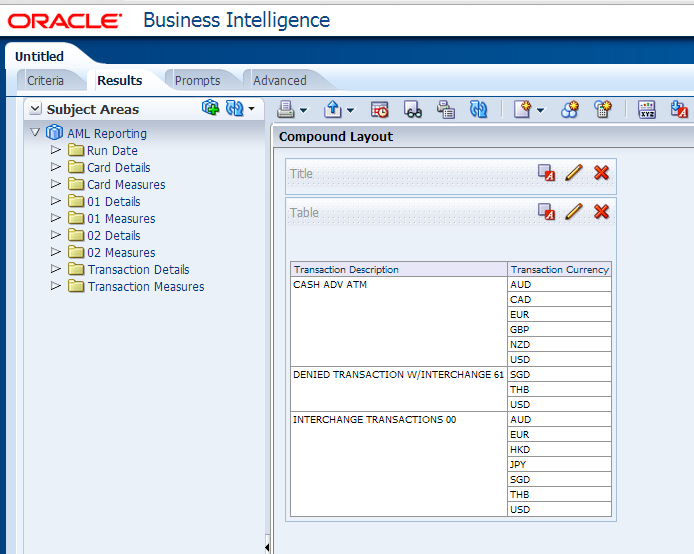 ORACLE Business Intelligence
Untitled
Criteria Results Prompts Advanced
Subject Areas
AML Reporting
Run Date
Card Details
Card Measures
01 Details
01 Measures
02 Details
02 Measures
Transaction Details
Transaction Measures
XYZ
Compound Layout
Title
Table
Transaction Description Transaction Currency
CASH ADV ATM AUD
CAD
EUR
GBP
NZD
USD
DENIED TRANSACTION W/INTERCHANGE 61 SGD
THB
USD
INTERCHANGE TRANSACTIONS 00 AUD
EUR
HKD
JPY
SGD
THB
USD